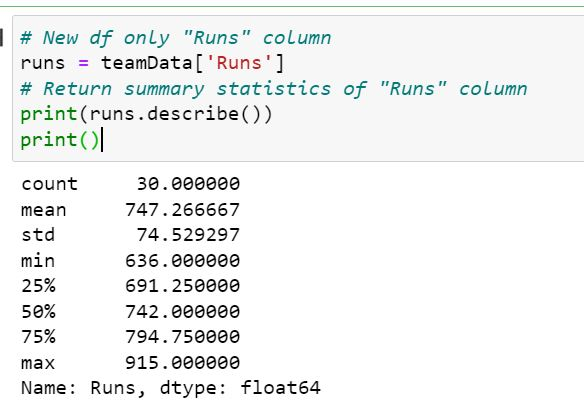 # New df only "Runs" column
runs = teamData['Runs']
# Return summary statistics of "Runs" column
print(runs.describe())
print()
count 30.000000
mean 747.266667
std 74.529297
min 636.000000
25% 691.250000
50% 742.000000
75% 794.750000
max 915.000000
Name: Runs, dtype: float64